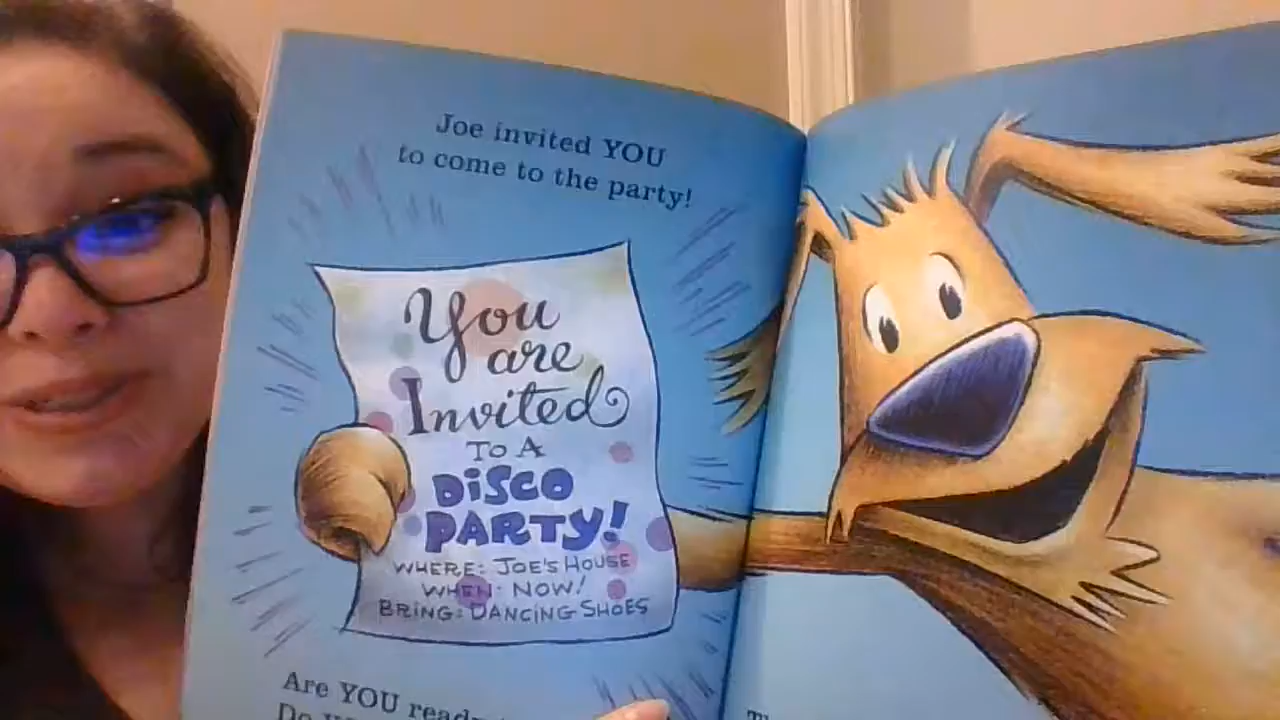 Joe invited YOU
to come to the party!
You
are
Invited
TO A
DISCO
PARTY!
WHERE: JOE'S HOUSE
WHEN: NOW!
BRING: DANCING SHOES
Are YOU